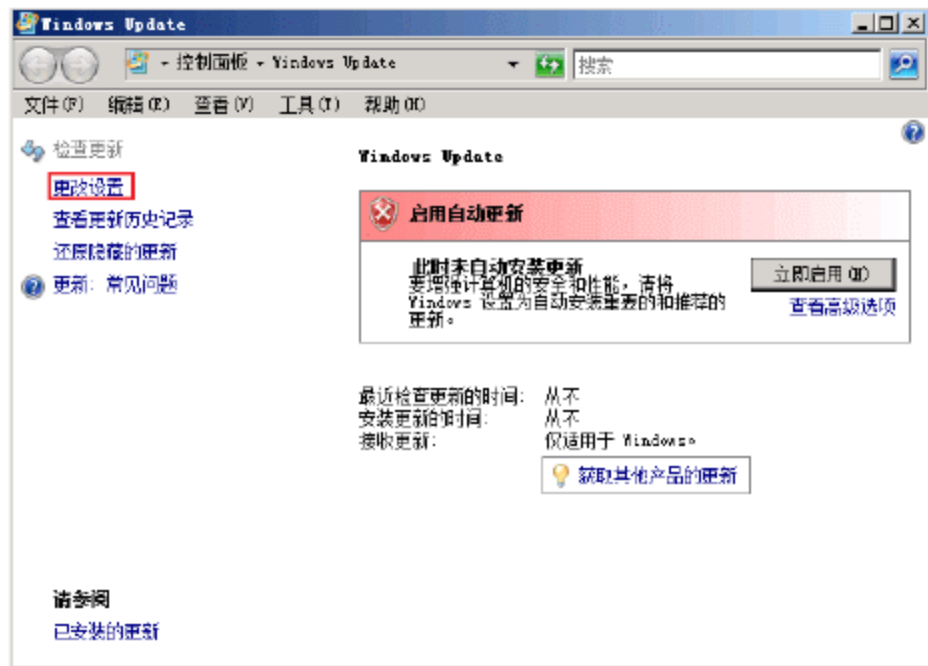 Windows Update
控制面板 Windows Update 搜索
文件(F) 编辑(E) 查看(V) 工具(T) 帮助(H)
检查更新
更改设置
查看更新历史记录
还原隐藏的更新
更新: 常见问题
Windows Update
启用自动更新
此时未自动安装更新
要增强计算机的安全和性能，请将
Windows 设置为自动安装重要的和推荐的
更新。
立即启用(N)
查看高级选项
最近检查更新的时间: 从不
安装更新的时间: 从不
接收更新: 仅适用于 Windows。
获取其他产品的更新
请参阅
已安装的更新